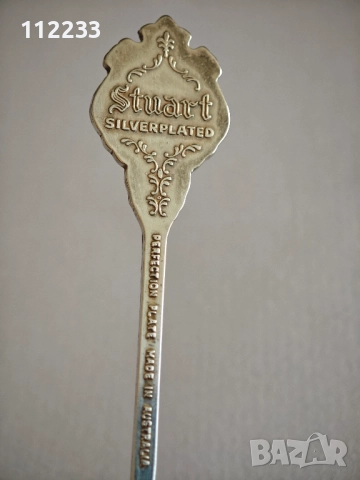 112233
Stuart
SILVERPLATED
PERFECTION PLATE MADE IN AUSTRALIA
BAZAR